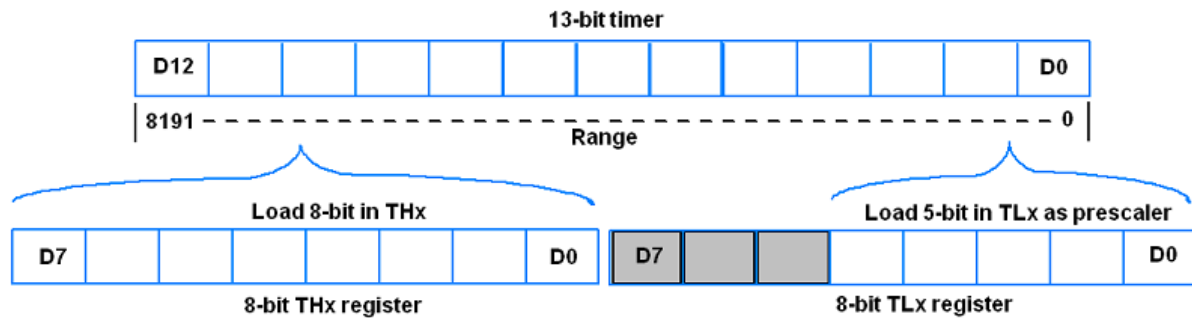 13-bit timer
D12 D0
8191 0
Range
Load 8-bit in THx Load 5-bit in TLx as prescaler
D7 D0 D7 D0
8-bit THx register 8-bit TLx register